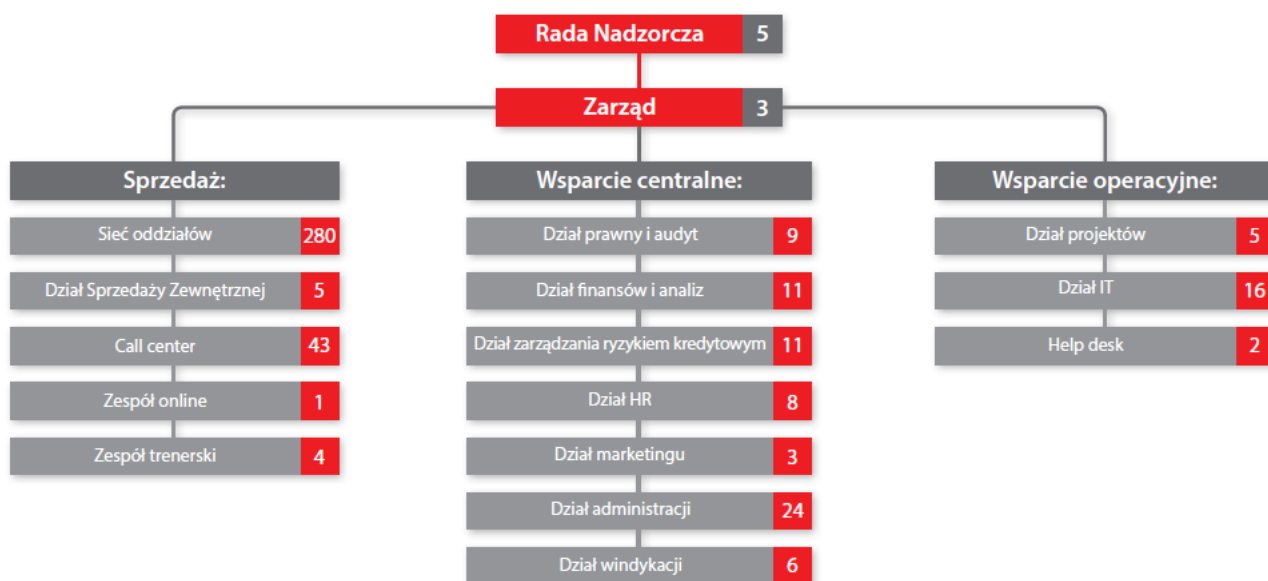 Rada Nadzorcza 5
Zarząd 3
Sprzedaż:
Sieć oddziałów 280
Dział Sprzedaży Zewnętrznej 5
Call center 43
Zespół online 1
Zespół trenerski 4
Wsparcie centralne:
Dział prawny i audyt 9
Dział finansów i analiz 11
Dział zarządzania ryzykiem kredytowym 11
Dział HR 8
Dział marketingu 3
Dział administracji 24
Dział windykacji 6
Wsparcie operacyjne:
Dział projektów 5
Dział IT 16
Help desk 2